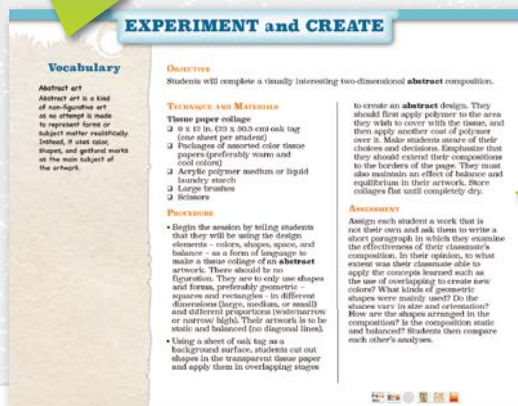 EXPERIMENT and CREATE
Vocabulary
Abstract art
Abstract art is a kind
of non-figurative art
as no attempt is made
to represent forms or
subject matter realistically.
Instead, it uses color,
shapes, and gestural marks
as the main subject of
the artwork.
OBJECTIVE
Students will complete a visually interesting two-dimensional abstract composition.
TECHNIQUE AND MATERIALS
Tissue paper collage
❑ 9 x 12 in. (23 x 30.5 cm) oak tag
(one sheet per student)
❑ Packages of assorted color tissue
papers (preferably warm and
cool colors)
❑ Acrylic polymer medium or liquid
laundry starch
❑ Large brushes
❑ Scissors
PROCEDURE
• Begin the session by telling students
that they will be using the design
elements – colors, shapes, space, and
balance – as a form of language to
make a tissue collage of an abstract
artwork. There should be no
figuration. They are to only use shapes
and forms, preferably geometric –
squares and rectangles – in different
dimensions (large, medium, or small)
and different proportions (wide/narrow
or narrow/ high). Their artwork is to be
static and balanced (no diagonal lines).
• Using a sheet of oak tag as a
background surface, students cut out
shapes in the transparent tissue paper
and apply them in overlapping stages
to create an abstract design. They
should first apply polymer to the area
they wish to cover with the tissue, and
then apply another coat of polymer
over it. Make students aware of their
choices and decisions. Emphasize that
they should extend their compositions
to the borders of the page. They must
also maintain an effect of balance and
equilibrium in their artwork. Store
collages flat until completely dry.
ASSESSMENT
Assign each student a work that is
not their own and ask them to write a
short paragraph in which they examine
the effectiveness of their classmate's
composition. In their opinion, to what
extent was their classmate able to
apply the concepts learned such as
the use of overlapping to create new
colors? What kinds of geometric
shapes were mainly used? Do the
shapes vary in size and orientation?
How are the shapes arranged in the
composition? Is the composition static
and balanced? Students then compare
each other's analyses.